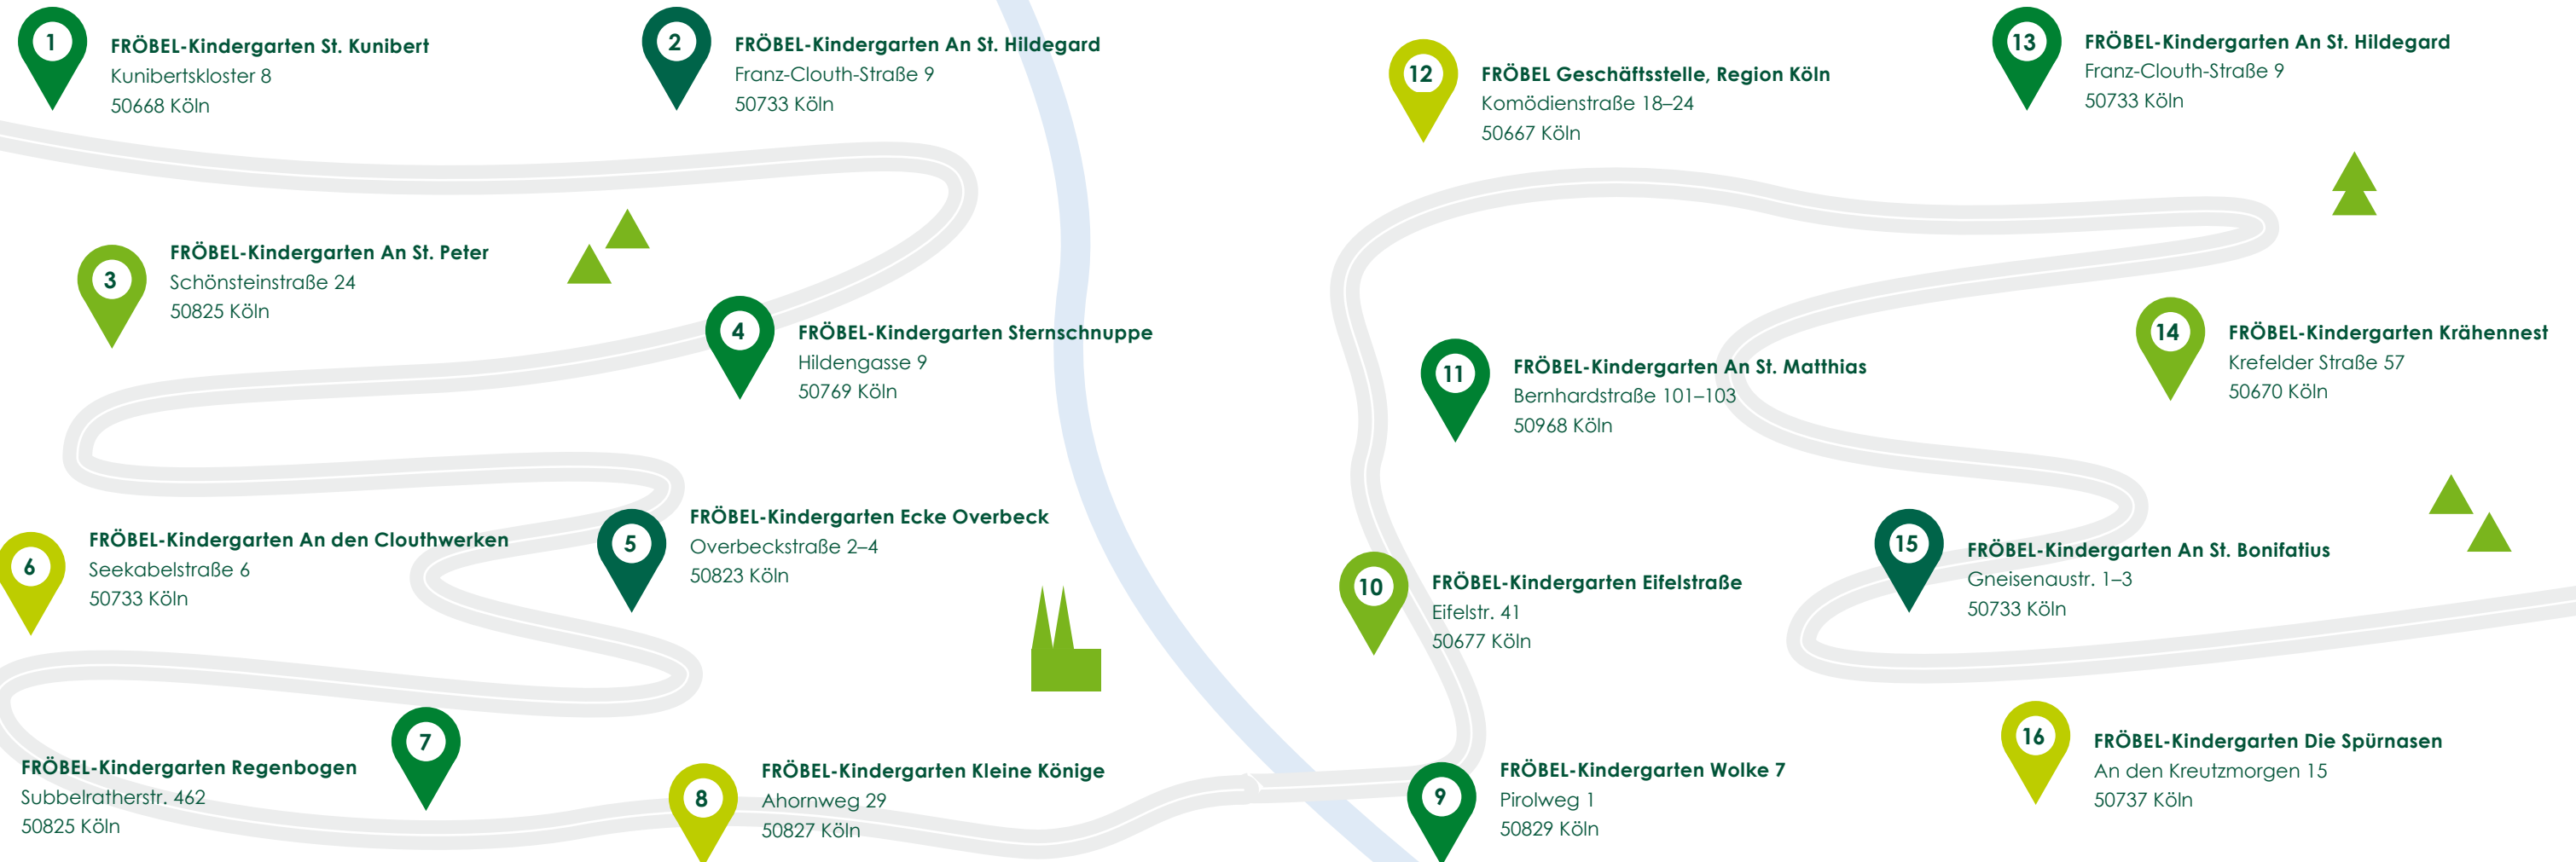 1
FRÖBEL-Kindergarten St. Kunibert
Kunibertskloster 8
50668 Köln
2
FRÖBEL-Kindergarten An St. Hildegard
Franz-Clouth-Straße 9
50733 Köln
3
FRÖBEL-Kindergarten An St. Peter
Schönsteinstraße 24
50825 Köln
4
FRÖBEL-Kindergarten Sternschnuppe
Hildengasse 9
50769 Köln
5
FRÖBEL-Kindergarten Ecke Overbeck
Overbeckstraße 2–4
50823 Köln
6
FRÖBEL-Kindergarten An den Clouthwerken
Seekabelstraße 6
50733 Köln
7
FRÖBEL-Kindergarten Regenbogen
Subbelratherstr. 462
50825 Köln
8
FRÖBEL-Kindergarten Kleine Könige
Ahornweg 29
50827 Köln
9
FRÖBEL-Kindergarten Wolke 7
Pirolweg 1
50829 Köln
10
FRÖBEL-Kindergarten Eifelstraße
Eifelstr. 41
50677 Köln
11
FRÖBEL-Kindergarten An St. Matthias
Bernhardstraße 101–103
50968 Köln
12
FRÖBEL Geschäftsstelle, Region Köln
Komödienstraße 18–24
50667 Köln
13
FRÖBEL-Kindergarten An St. Hildegard
Franz-Clouth-Straße 9
50733 Köln
14
FRÖBEL-Kindergarten Krähennest
Krefelder Straße 57
50670 Köln
15
FRÖBEL-Kindergarten An St. Bonifatius
Gneisenaustr. 1–3
50733 Köln
16
FRÖBEL-Kindergarten Die Spürnasen
An den Kreutzmorgen 15
50737 Köln